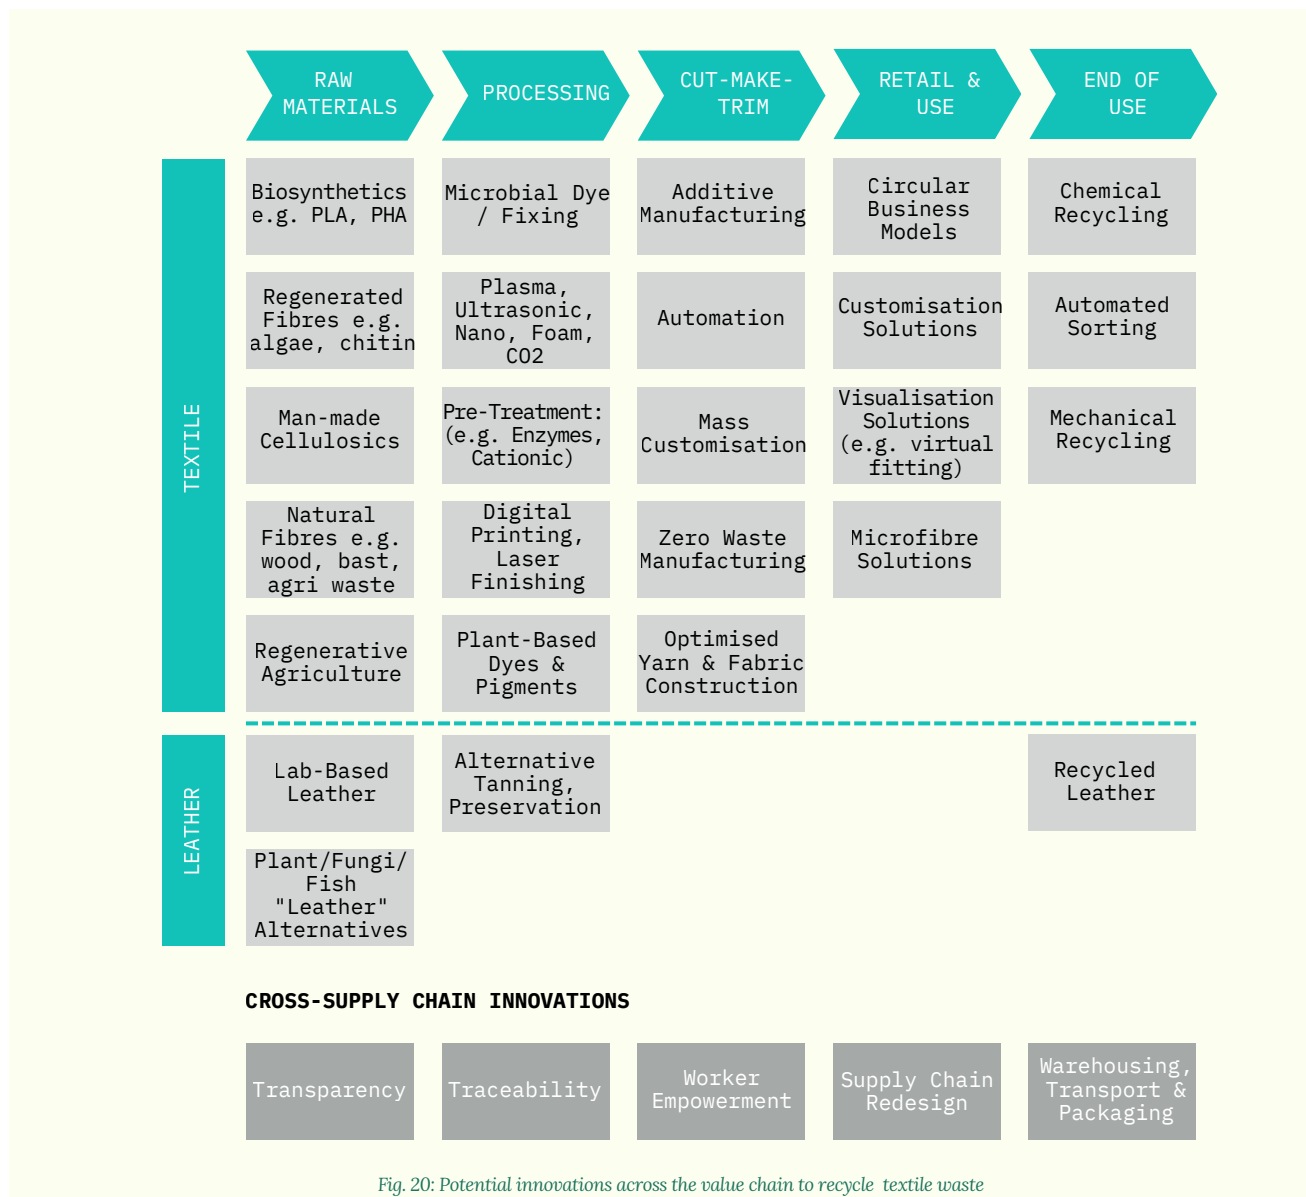 RAW
MATERIALS
PROCESSING
CUT-MAKE-
TRIM
RETAIL &
USE
END OF
USE
TEXTILE
Biosynthetics
e.g. PLA, PHA
Microbial Dye
/ Fixing
Additive
Manufacturing
Circular
Business
Models
Chemical
Recycling
Regenerated
Fibres e.g.
algae, chitin
Plasma,
Ultrasonic,
Nano, Foam,
CO2
Automation
Customisation
Solutions
Automated
Sorting
Man-made
Cellulosics
Pre-Treatment:
(e.g. Enzymes,
Cationic)
Mass
Customisation
Visualisation
Solutions
(e.g. virtual
fitting)
Mechanical
Recycling
Natural
Fibres e.g.
wood, bast,
agri waste
Digital
Printing,
Laser
Finishing
Zero Waste
Manufacturing
Microfibre
Solutions
Regenerative
Agriculture
Plant-Based
Dyes &
Pigments
Optimised
Yarn & Fabric
Construction
LEATHER
Lab-Based
Leather
Alternative
Tanning,
Preservation
Recycled
Leather
Plant/Fungi/
Fish
"Leather"
Alternatives
CROSS-SUPPLY CHAIN INNOVATIONS
Transparency
Traceability
Worker
Empowerment
Supply Chain
Redesign
Warehousing,
Transport &
Packaging
Fig. 20: Potential innovations across the value chain to recycle textile waste